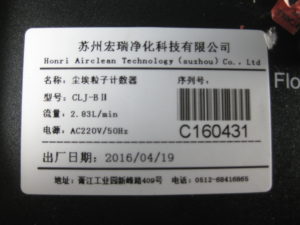 苏州宏瑞净化科技有限公司
Honri Airclean Technology (suzhou) Co., Ltd
名称: 尘埃粒子计数器 序列号:
型号: CLJ-BⅡ
流量: 2.83L/min
电源: AC220V/50Hz C160431
出厂日期: 2016/04/19
地址: 胥江工业园新峰路409号 电话: 0512-68416865
Flo